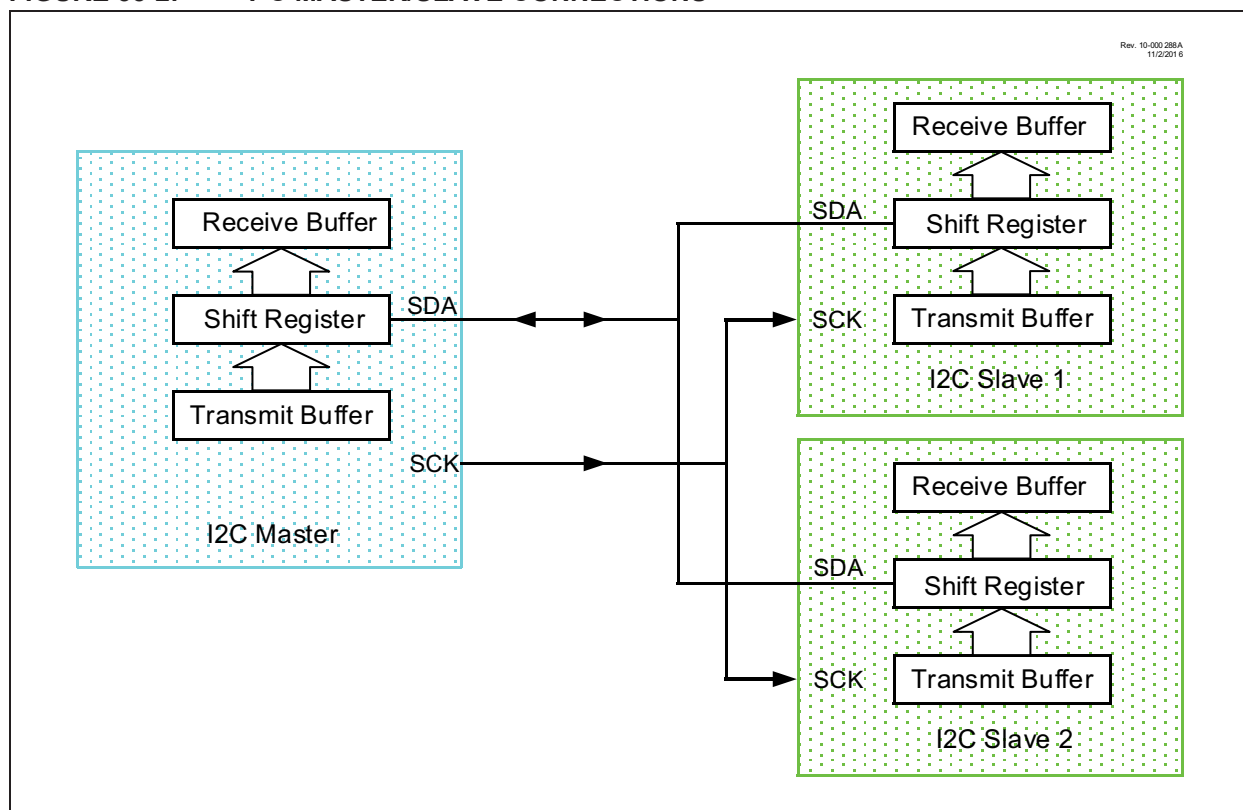 Rev. 10-000 288A
11/2/201 6
Receive Buffer
Shift Register
Transmit Buffer
SDA
SCK
I2C Master
Receive Buffer
SDA
Shift Register
SCK
Transmit Buffer
I2C Slave 1
Receive Buffer
SDA
Shift Register
SCK
Transmit Buffer
I2C Slave 2